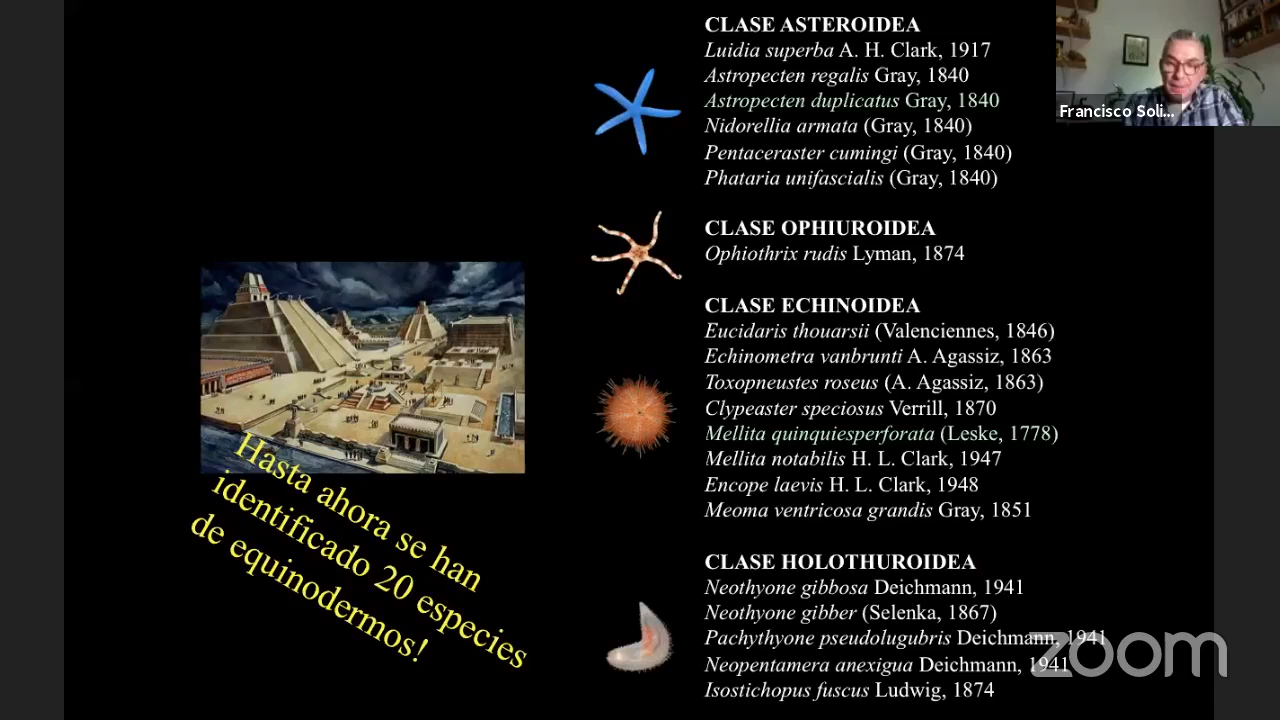 CLASE ASTEROIDEA
Luidia superba A. H. Clark, 1917
Astropecten regalis Gray, 1840
Astropecten duplicatus Gray, 1840
Nidorellia armata (Gray, 1840)
Pentaceraster cumingi (Gray, 1840)
Phataria unifascialis (Gray, 1840)
CLASE OPHIUROIDEA
Ophiothrix rudis Lyman, 1874
CLASE ECHINOIDEA
Eucidaris thouarsii (Valenciennes, 1846)
Echinometra vanbrunti A. Agassiz, 1863
Toxopneustes roseus (A. Agassiz, 1863)
Clypeaster speciosus Verrill, 1870
Mellita quinquiesperforata (Leske, 1778)
Mellita notabilis H. L. Clark, 1947
Encope laevis H. L. Clark, 1948
Meoma ventricosa grandis Gray, 1851
CLASE HOLOTHUROIDEA
Neothyone gibbosa Deichmann, 1941
Neothyone gibber (Selenka, 1867)
Pachythyone pseudolugubris Deichmann, 1941
Neopentamera anexigua Deichmann, 1941
Isostichopus fuscus Ludwig, 1874
Hasta ahora se han
identificado 20 especies
de equinodermos!
Francisco Soli...
zoom